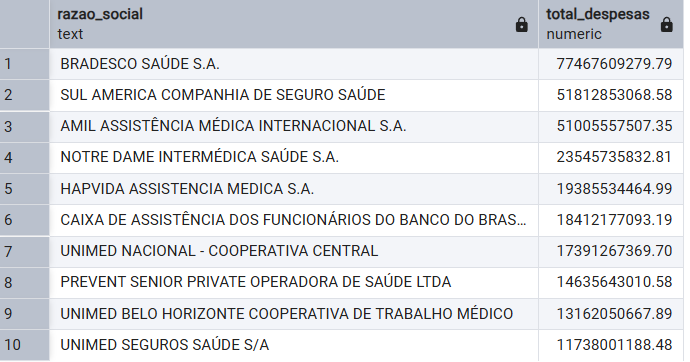 razao_social total_despesas
text numeric
1 BRADESCO SAÚDE S.A. 77467609279.79
2 SUL AMERICA COMPANHIA DE SEGURO SAÚDE 51812853068.58
3 AMIL ASSISTÊNCIA MÉDICA INTERNACIONAL S.A. 51005557507.35
4 NOTRE DAME INTERMÉDICA SAÚDE S.A. 23545735832.81
5 HAPVIDA ASSISTENCIA MEDICA S.A. 19385534464.99
6 CAIXA DE ASSISTÊNCIA DOS FUNCIONÁRIOS DO BANCO DO BRAS... 18412177093.19
7 UNIMED NACIONAL - COOPERATIVA CENTRAL 17391267369.70
8 PREVENT SENIOR PRIVATE OPERADORA DE SAÚDE LTDA 14635643010.58
9 UNIMED BELO HORIZONTE COOPERATIVA DE TRABALHO MÉDICO 13162050667.89
10 UNIMED SEGUROS SAÚDE S/A 11738001188.48